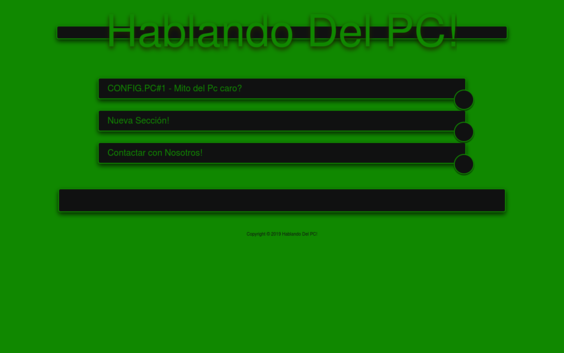 Hablando Del PC!
CONFIG.PC#1 - Mito del Pc caro?
Nueva Sección!
Contactar con Nosotros!
Copyright © 2019 Hablando Del PC!